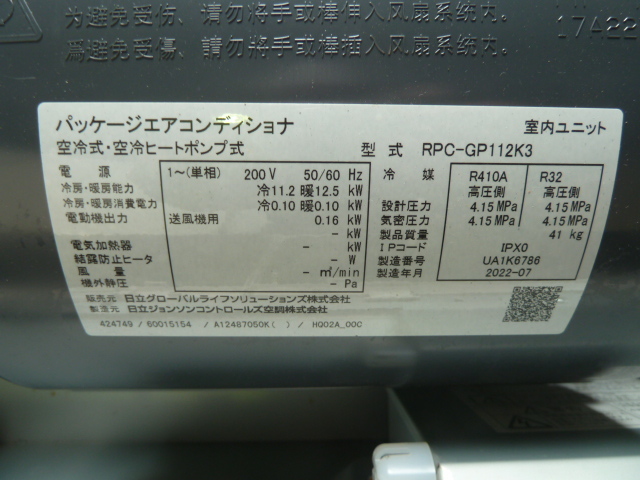 为避免受伤，请勿将手或棒伸入风扇系统内。
爲避免受傷，請勿將手或棒插入风扇系統内。
17A22
パッケージエアコンディショナ 室内ユニット
空冷式・空冷ヒートポンプ式 型式 RPC-GP112K3
電源 1～(単相) 200 V 50/60 Hz
冷房・暖房能力 冷11.2 暖12.5 kW
冷房・暖房消費電力 冷0.10 暖0.10 kW
電動機出力 送風機用 0.16 kW
電気加熱器 - kW
結露防止ヒータ - W
風量 - ㎥/min
機外静圧 - Pa
冷媒 R410A R32
高圧側 高圧側
設計圧力 4.15 MPa 4.15 MPa
気密圧力 4.15 MPa 4.15 MPa
製品質量 41 kg
IPコード IPX0
製造番号 UA1K6786
製造年月 2022-07
販売元 日立グローバルライフソリューションズ株式会社
製造元 日立ジョンソンコントロールズ空調株式会社
424749 / 60015154 / A12487050K( ) / HQ02A_00C